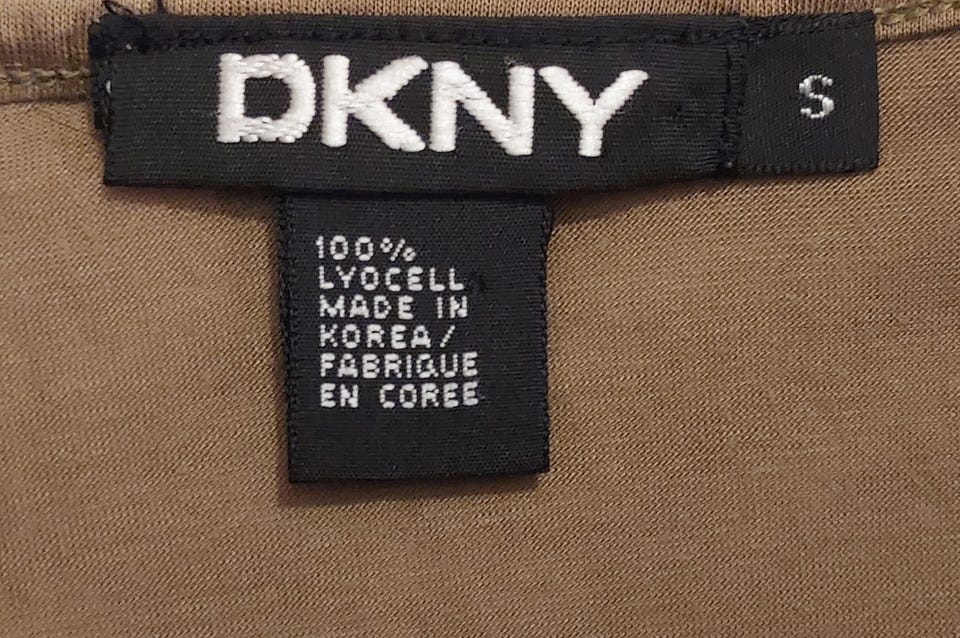 DKNY S
100%
LYOCELL
MADE IN
KOREA/
FABRIQUE
EN COREE